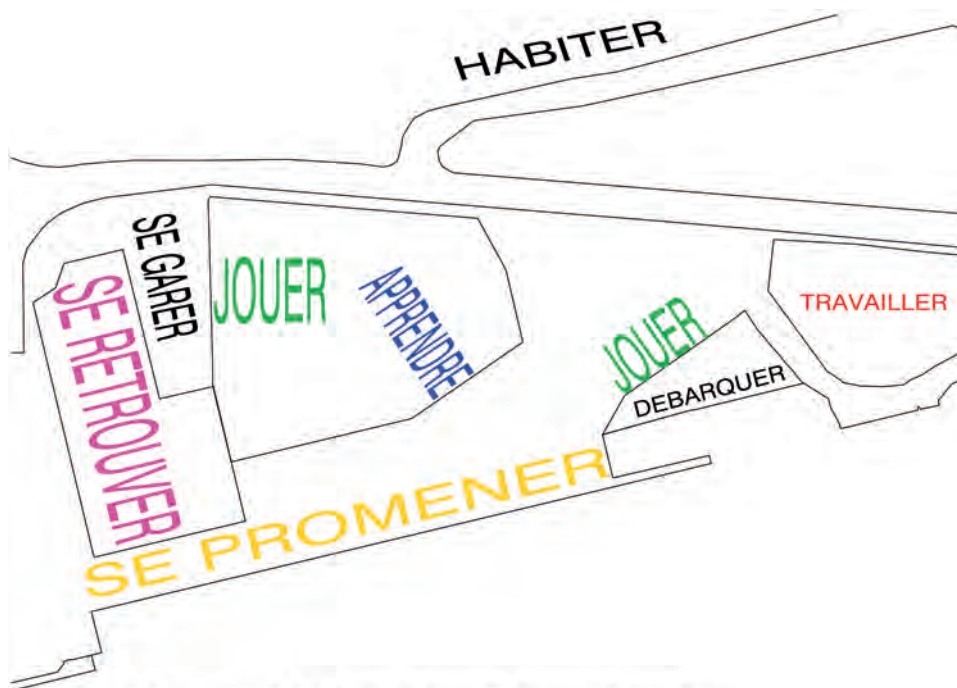 HABITER
SE GARER
JOUER
APPRENDRE
SE RETROUVER
JOUER
TRAVAILLER
DEBARQUER
SE PROMENER